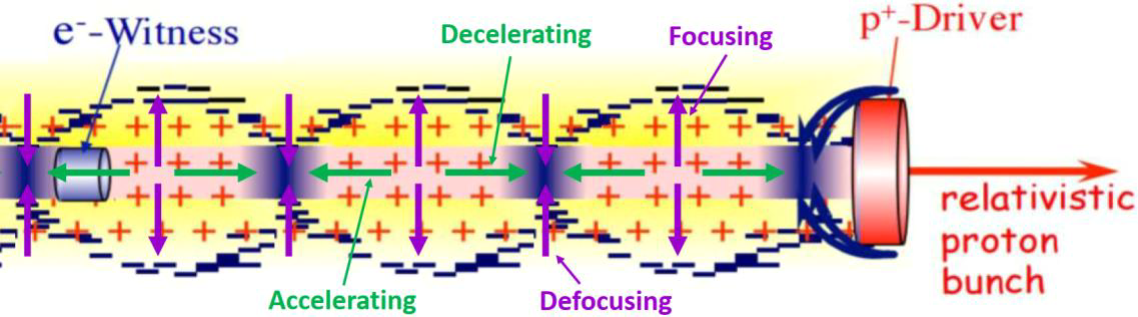 e⁻-Witness
Decelerating
Focusing
p⁺-Driver
relativistic
proton
bunch
Accelerating
Defocusing